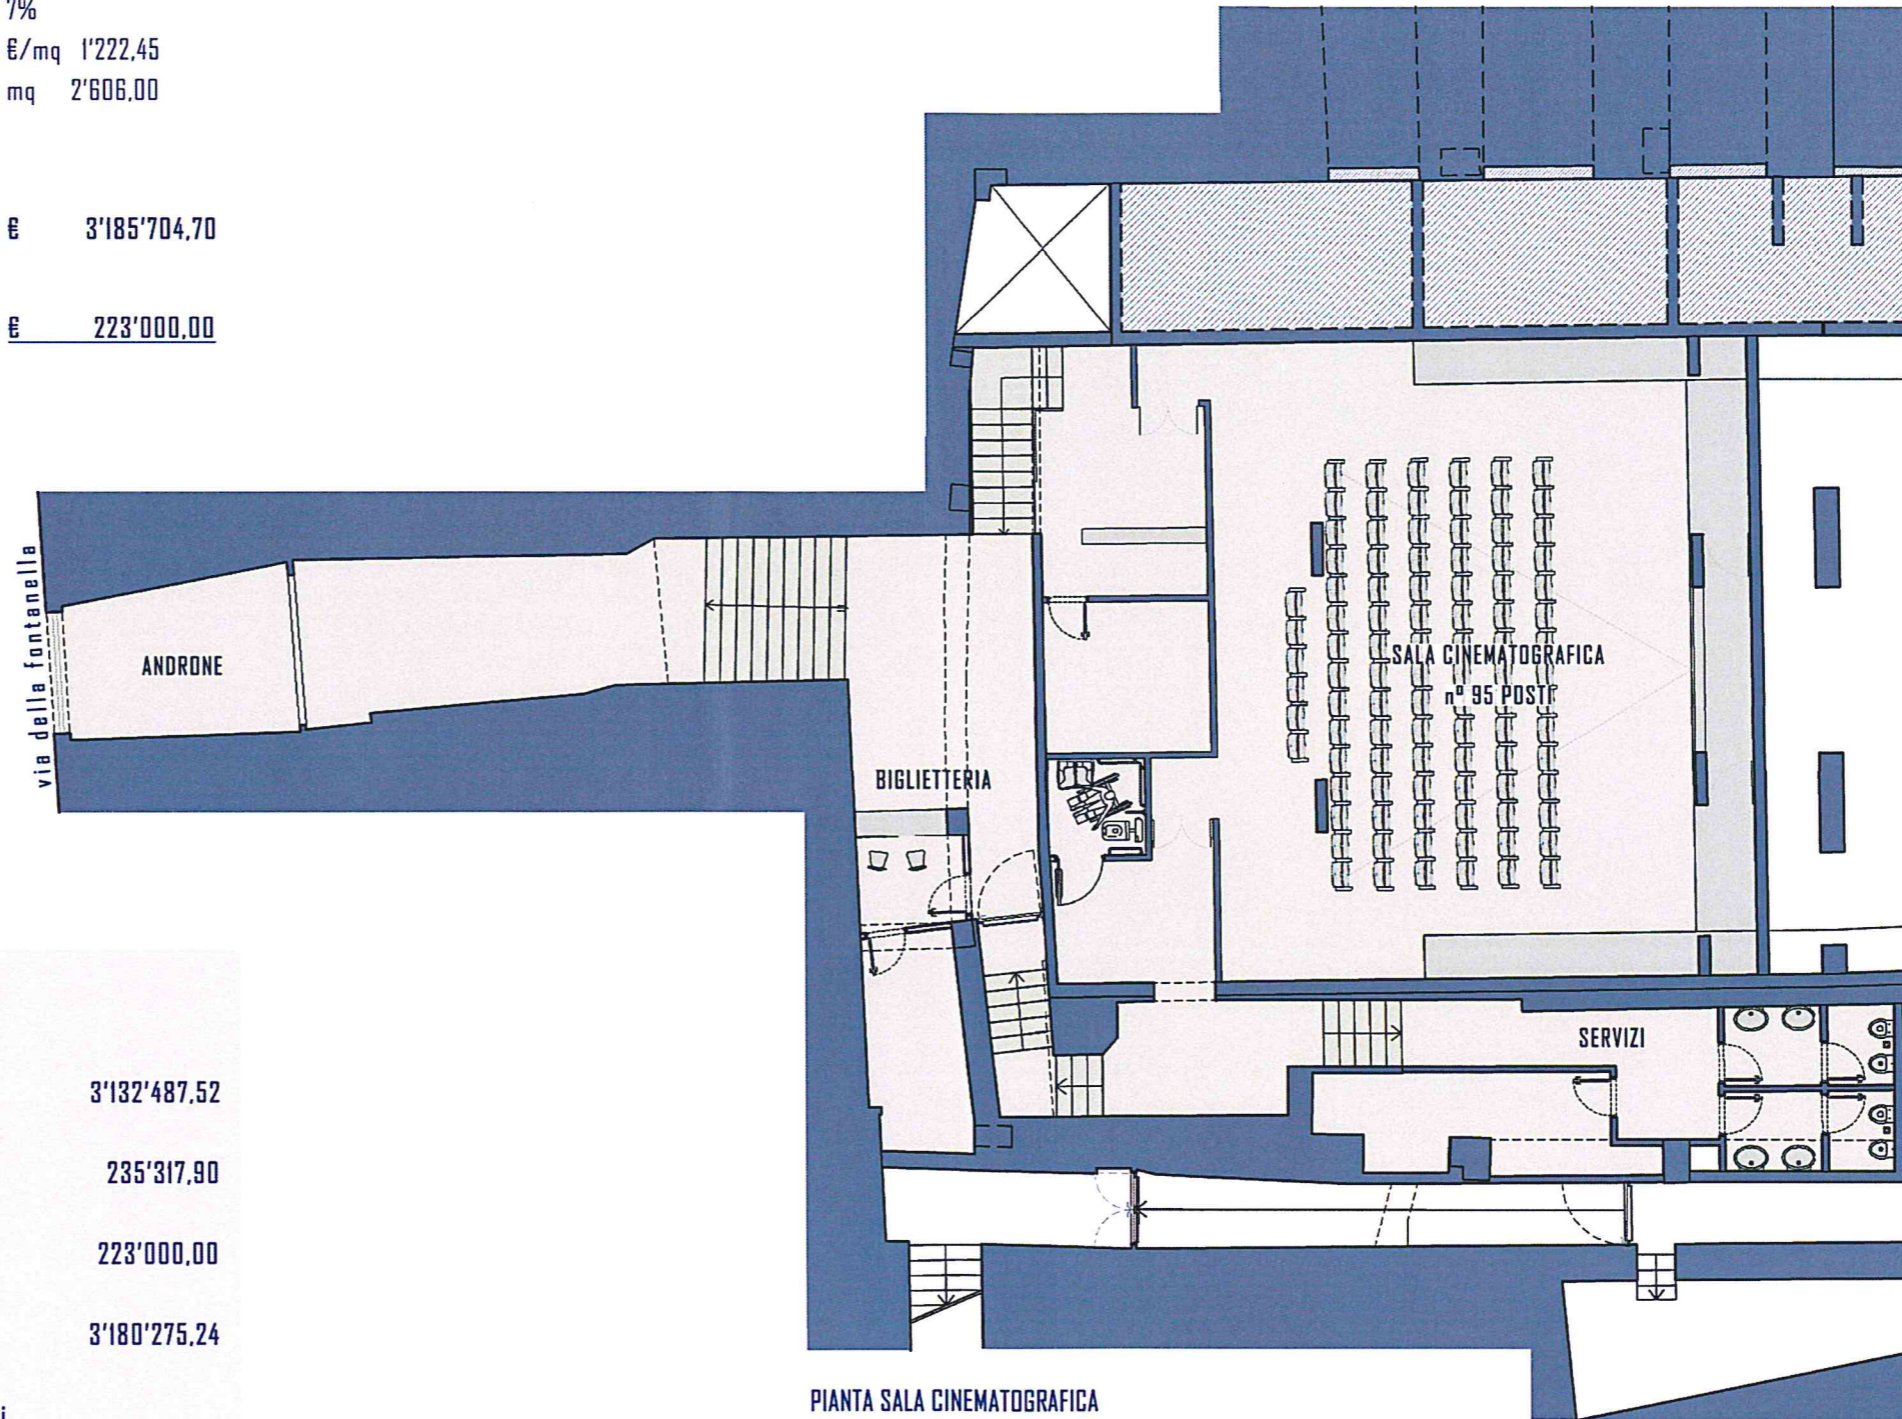 7%
€/mq 1'222,45
mq 2'606,00
€ 3'185'704,70
€ 223'000,00
via della fontanella
ANDRONE
BIGLIETTERIA
SALA CINEMATOGRAFICA
n° 95 POSTI
SERVIZI
3'132'487,52
235'317,90
223'000,00
3'180'275,24
i
PIANTA SALA CINEMATOGRAFICA